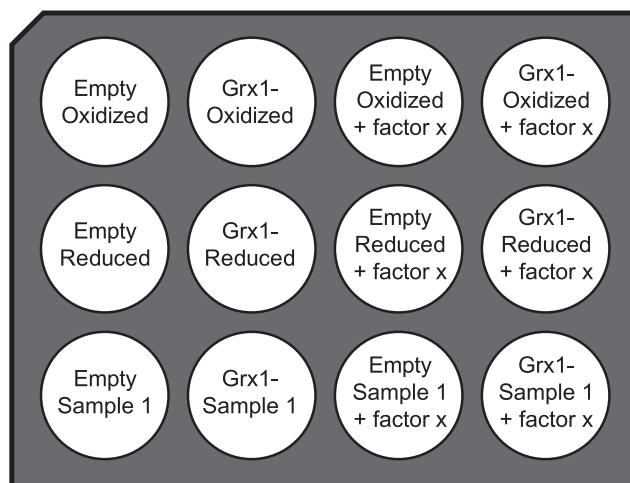 Empty
Oxidized
Grx1-
Oxidized
Empty
Oxidized
+ factor x
Grx1-
Oxidized
+ factor x
Empty
Reduced
Grx1-
Reduced
Empty
Reduced
+ factor x
Grx1-
Reduced
+ factor x
Empty
Sample 1
Grx1-
Sample 1
Empty
Sample 1
+ factor x
Grx1-
Sample 1
+ factor x